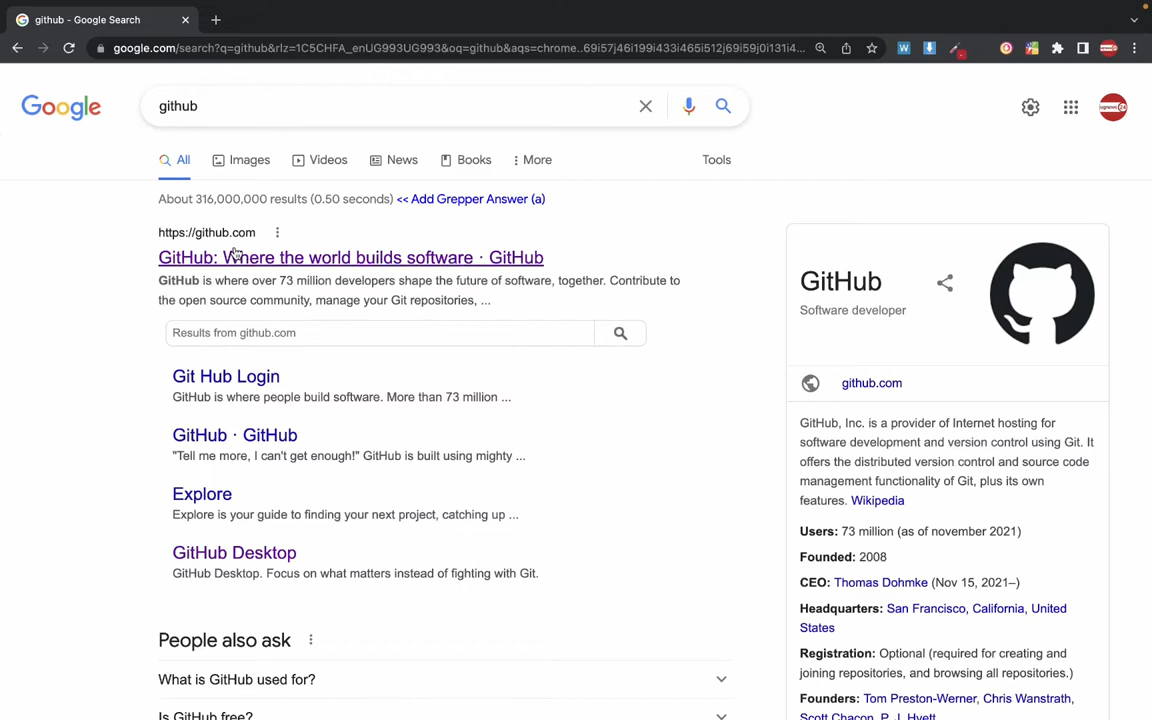 github - Google Search
google.com/search?q=github&rlz=1C5CHFA_enUG993UG993&oq=github&aqs=chrome..69i57j46i199i433i465i512j69i59j0i131i4...
Google
github
All Images Videos News Books More Tools
About 316,000,000 results (0.50 seconds) << Add Grepper Answer (a)
https://github.com
GitHub: Where the world builds software · GitHub
GitHub is where over 73 million developers shape the future of software, together. Contribute to
the open source community, manage your Git repositories, ...
Results from github.com
Git Hub Login
GitHub is where people build software. More than 73 million ...
GitHub · GitHub
"Tell me more, I can't get enough!" GitHub is built using mighty ...
Explore
Explore is your guide to finding your next project, catching up ...
GitHub Desktop
GitHub Desktop. Focus on what matters instead of fighting with Git.
People also ask
What is GitHub used for?
Is GitHub free?
GitHub
Software developer
github.com
GitHub, Inc. is a provider of Internet hosting for
software development and version control using Git. It
offers the distributed version control and source code
management functionality of Git, plus its own
features. Wikipedia
Users: 73 million (as of november 2021)
Founded: 2008
CEO: Thomas Dohmke (Nov 15, 2021–)
Headquarters: San Francisco, California, United
States
Registration: Optional (required for creating and
joining repositories, and browsing all repositories.)
Founders: Tom Preston-Werner, Chris Wanstrath,
Scott Chacon, P. J. Hyett